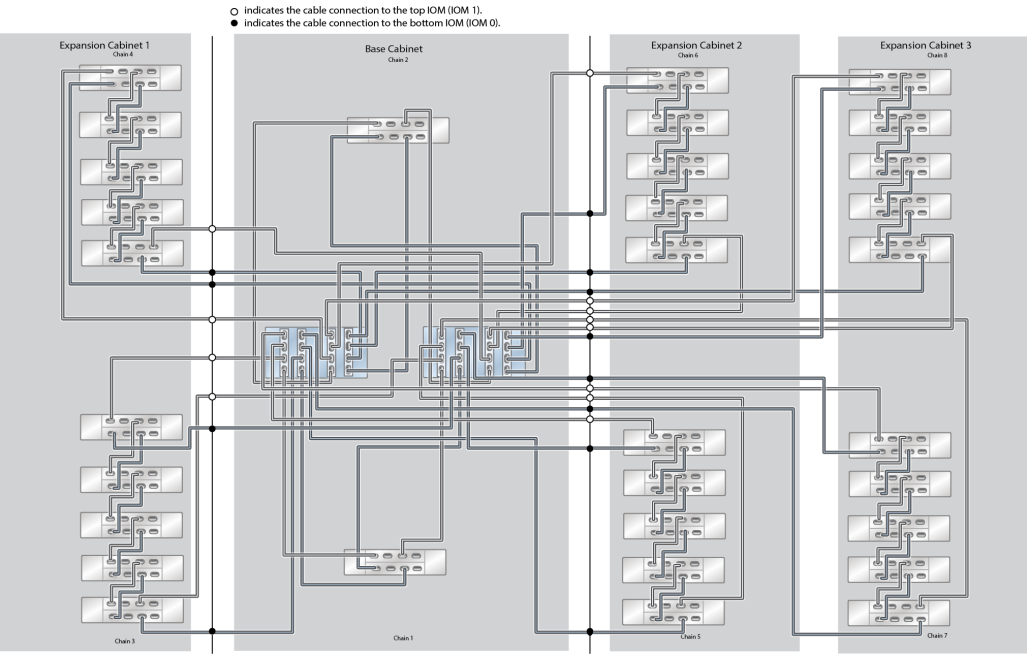 indicates the cable connection to the top IOM (IOM 1).
indicates the cable connection to the bottom IOM (IOM 0).
Expansion Cabinet 1
Chain 4
Base Cabinet
Chain 2
Expansion Cabinet 2
Chain 6
Expansion Cabinet 3
Chain 8
Chain 3
Chain 1
Chain 5
Chain 7